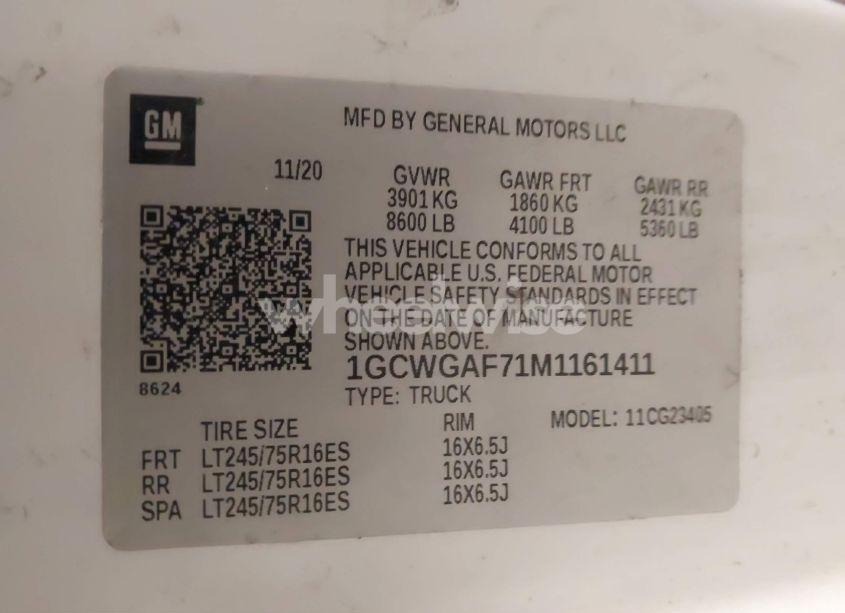 GM
MFD BY GENERAL MOTORS LLC
11/20
GVWR GAWR FRT GAWR RR
3901 KG 1860 KG 2431 KG
8600 LB 4100 LB 5360 LB
THIS VEHICLE CONFORMS TO ALL
APPLICABLE U.S. FEDERAL MOTOR
VEHICLE SAFETY STANDARDS IN EFFECT
ON THE DATE OF MANUFACTURE
SHOWN ABOVE.
8624
1GCWGAF71M1161411
TYPE: TRUCK
MODEL: 11CG23405
TIRE SIZE RIM
FRT LT245/75R16ES 16X6.5J
RR LT245/75R16ES 16X6.5J
SPA LT245/75R16ES 16X6.5J